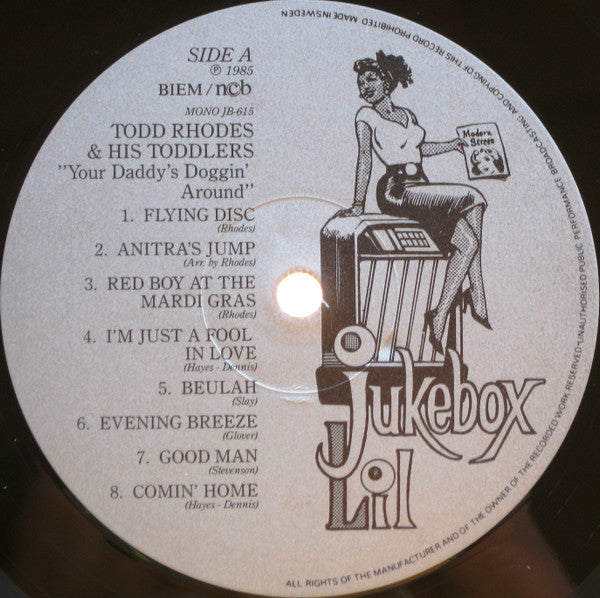 SIDE A
℗ 1985
BIEM / ncb
MONO JB-615
TODD RHODES
& HIS TODDLERS
"Your Daddy's Doggin'
Around"
1. FLYING DISC
(Rhodes)
2. ANITRA'S JUMP
(Arr. by Rhodes)
3. RED BOY AT THE
MARDI GRAS
(Rhodes)
4. I'M JUST A FOOL
IN LOVE
(Hayes - Dennis)
5. BEULAH
(Slay)
6. EVENING BREEZE
(Glover)
7. GOOD MAN
(Stevenson)
8. COMIN' HOME
(Hayes - Dennis)
Modern
Screen
Jukebox
Lil
ALL RIGHTS OF THE MANUFACTURER AND OF THE OWNER OF THE RECORDED WORK RESERVED·UNAUTHORISED PUBLIC PERFORMANCE BROADCASTING AND COPYING OF THIS RECORD PROHIBITED MADE IN SWEDEN